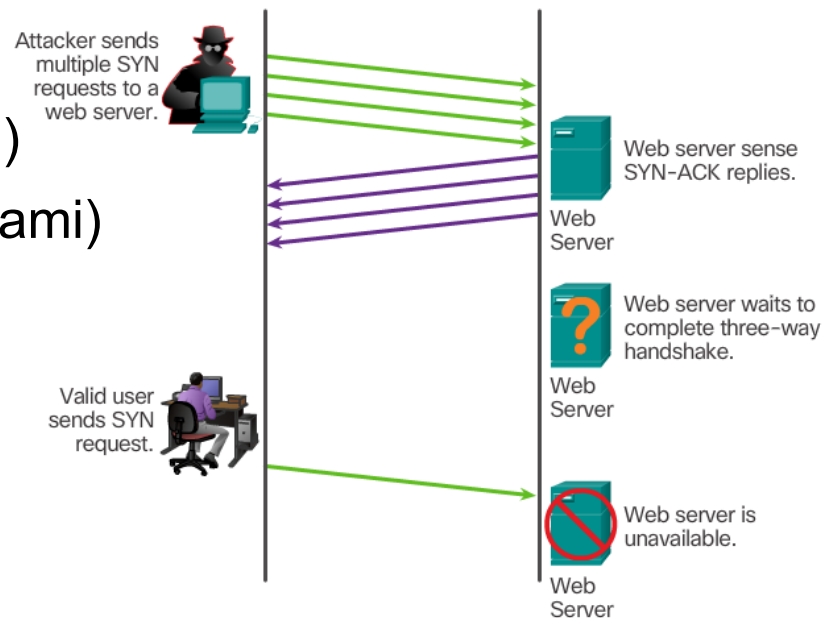 Attacker sends
multiple SYN
requests to a
web server.
)
ami)
Web server sense
SYN-ACK replies.
Web
Server
Web server waits to
complete three-way
handshake.
Web
Server
Valid user
sends SYN
request.
Web server is
unavailable.
Web
Server